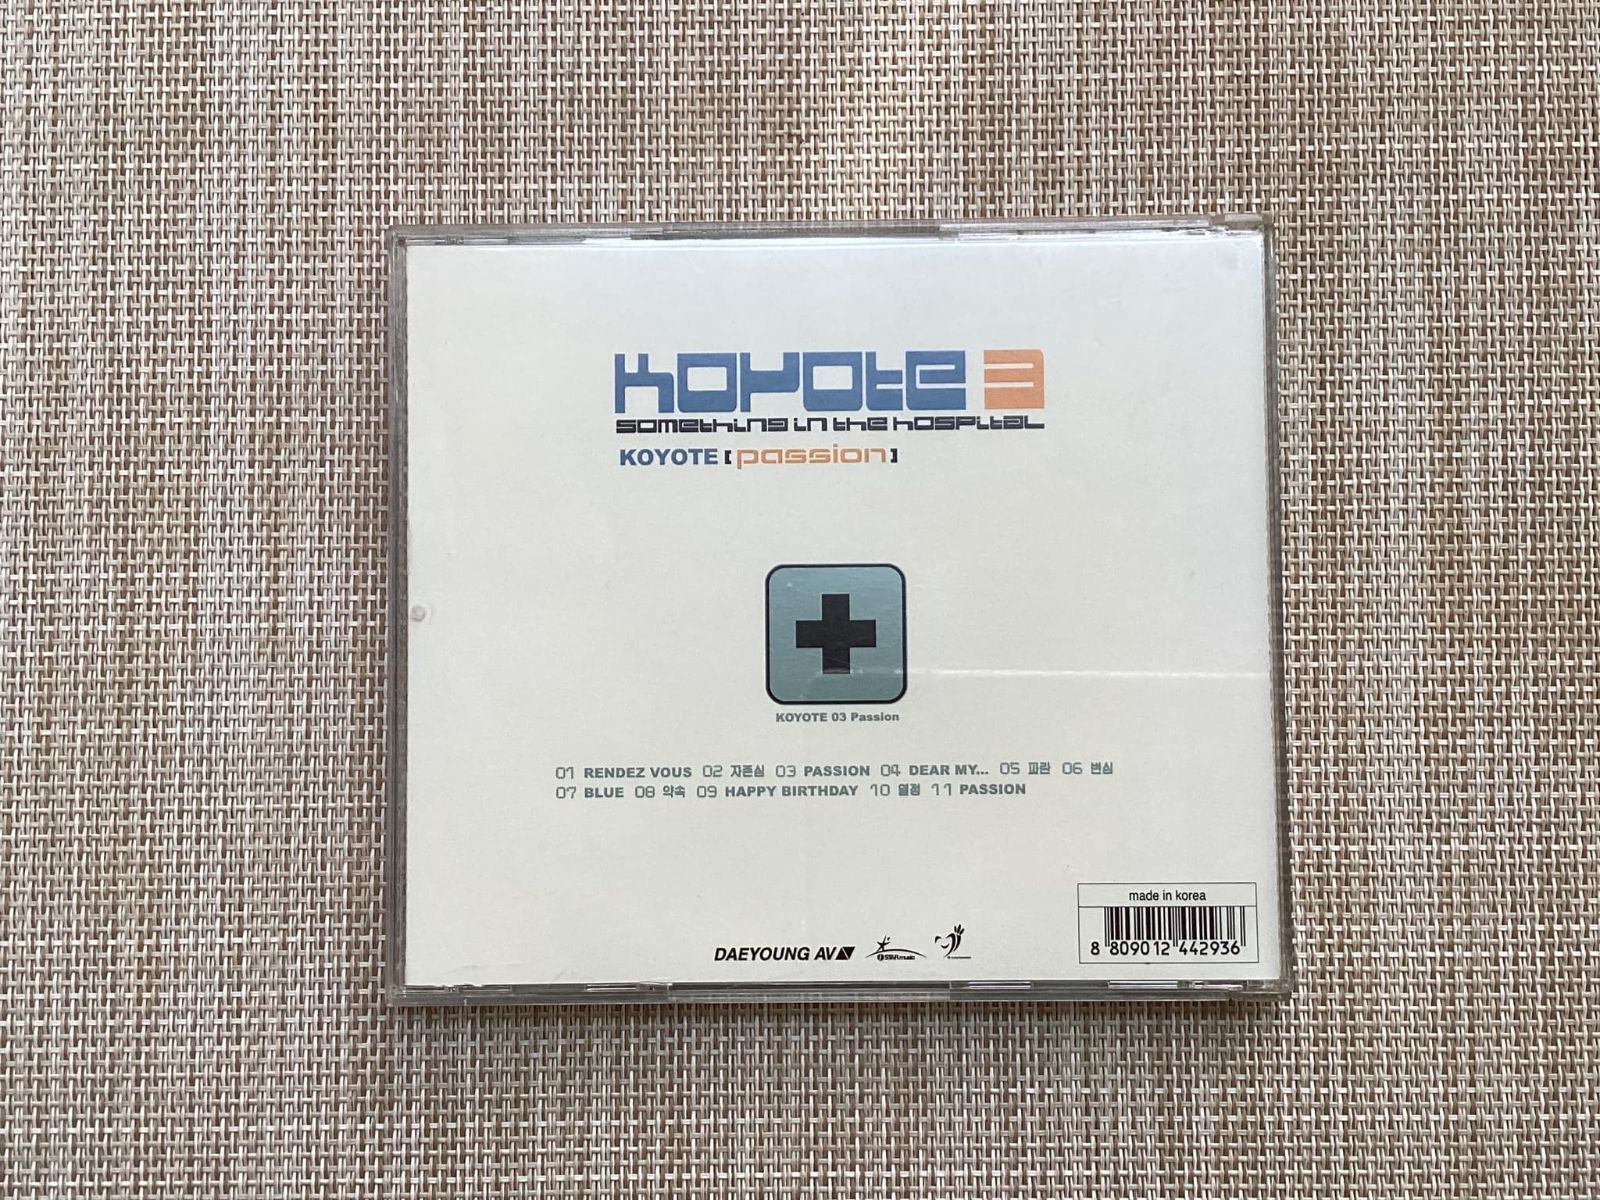 KOYOTE 3
something in the hospital
KOYOTE [passion]
KOYOTE 03 Passion
01 RENDEZ VOUS 02 자존심 03 PASSION 04 DEAR MY... 05 파란 06 변심
07 BLUE 08 약속 09 HAPPY BIRTHDAY 10 열정 11 PASSION
made in korea
8 809012 442936
DAEYOUNG AV